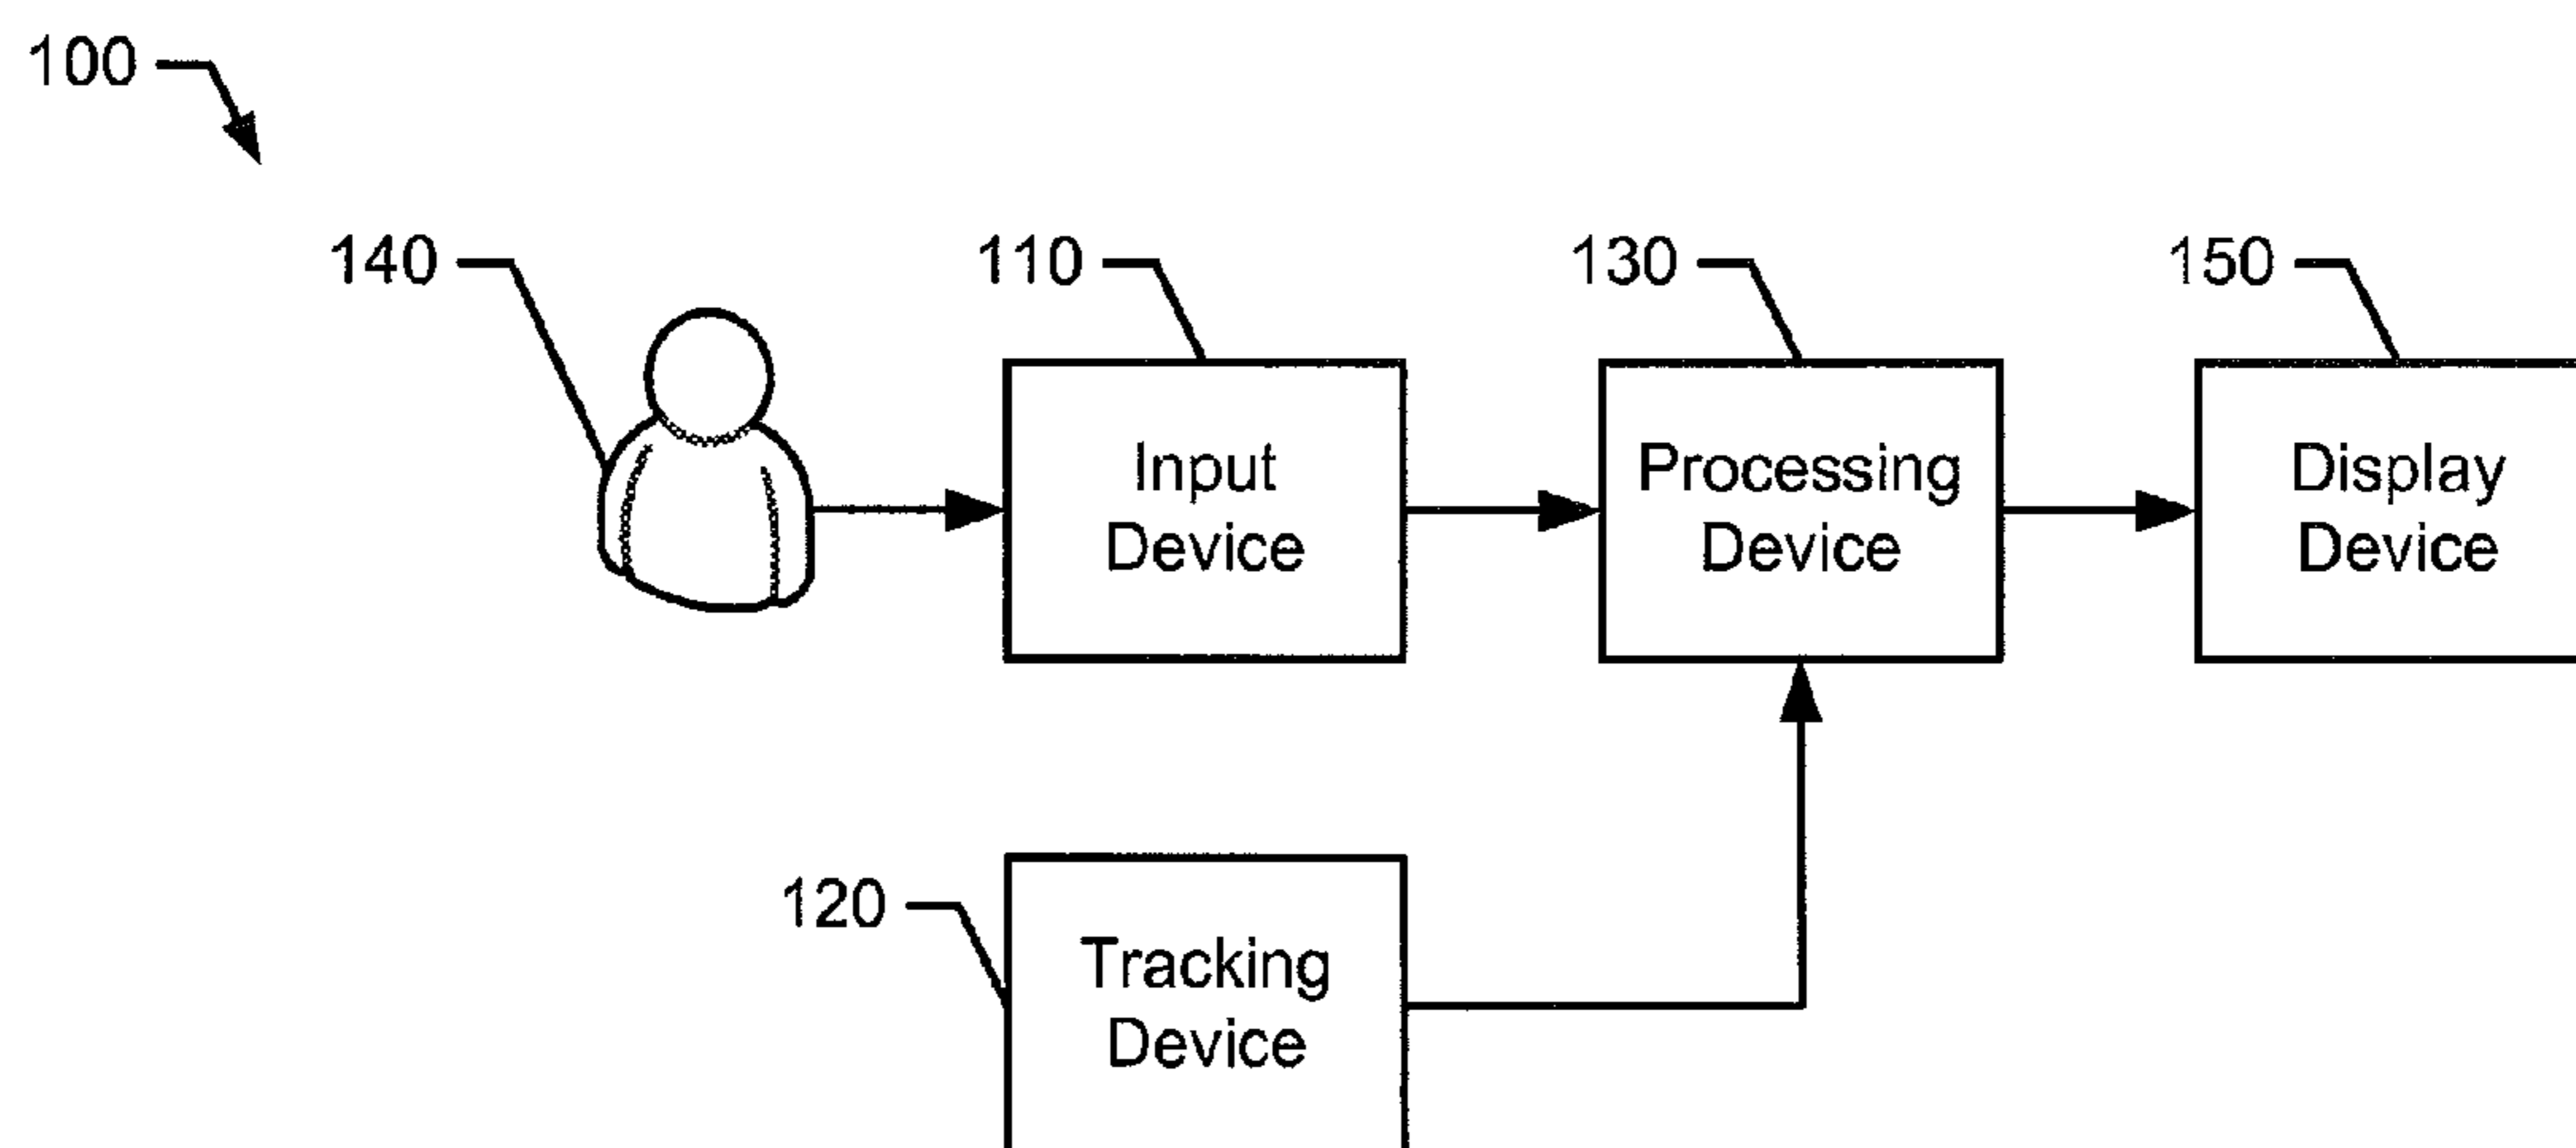 100
140
110
130
150
Input
Device
Processing
Device
Display
Device
120
Tracking
Device